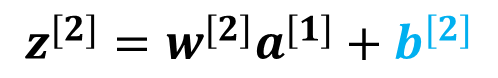 z^[2] = w^[2]a^[1] + b^[2]